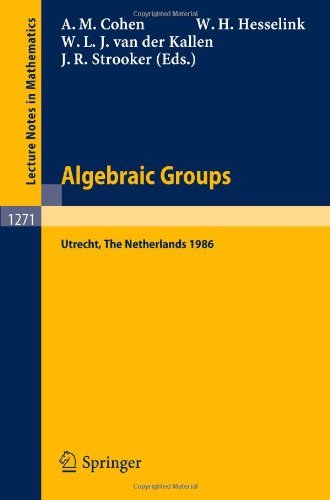 A. M. Cohen W. H. Hesselink
W. L. J. van der Kallen
J. R. Strooker (Eds.)
Lecture Notes in Mathematics
Algebraic Groups
1271
Utrecht, The Netherlands 1986
Springer